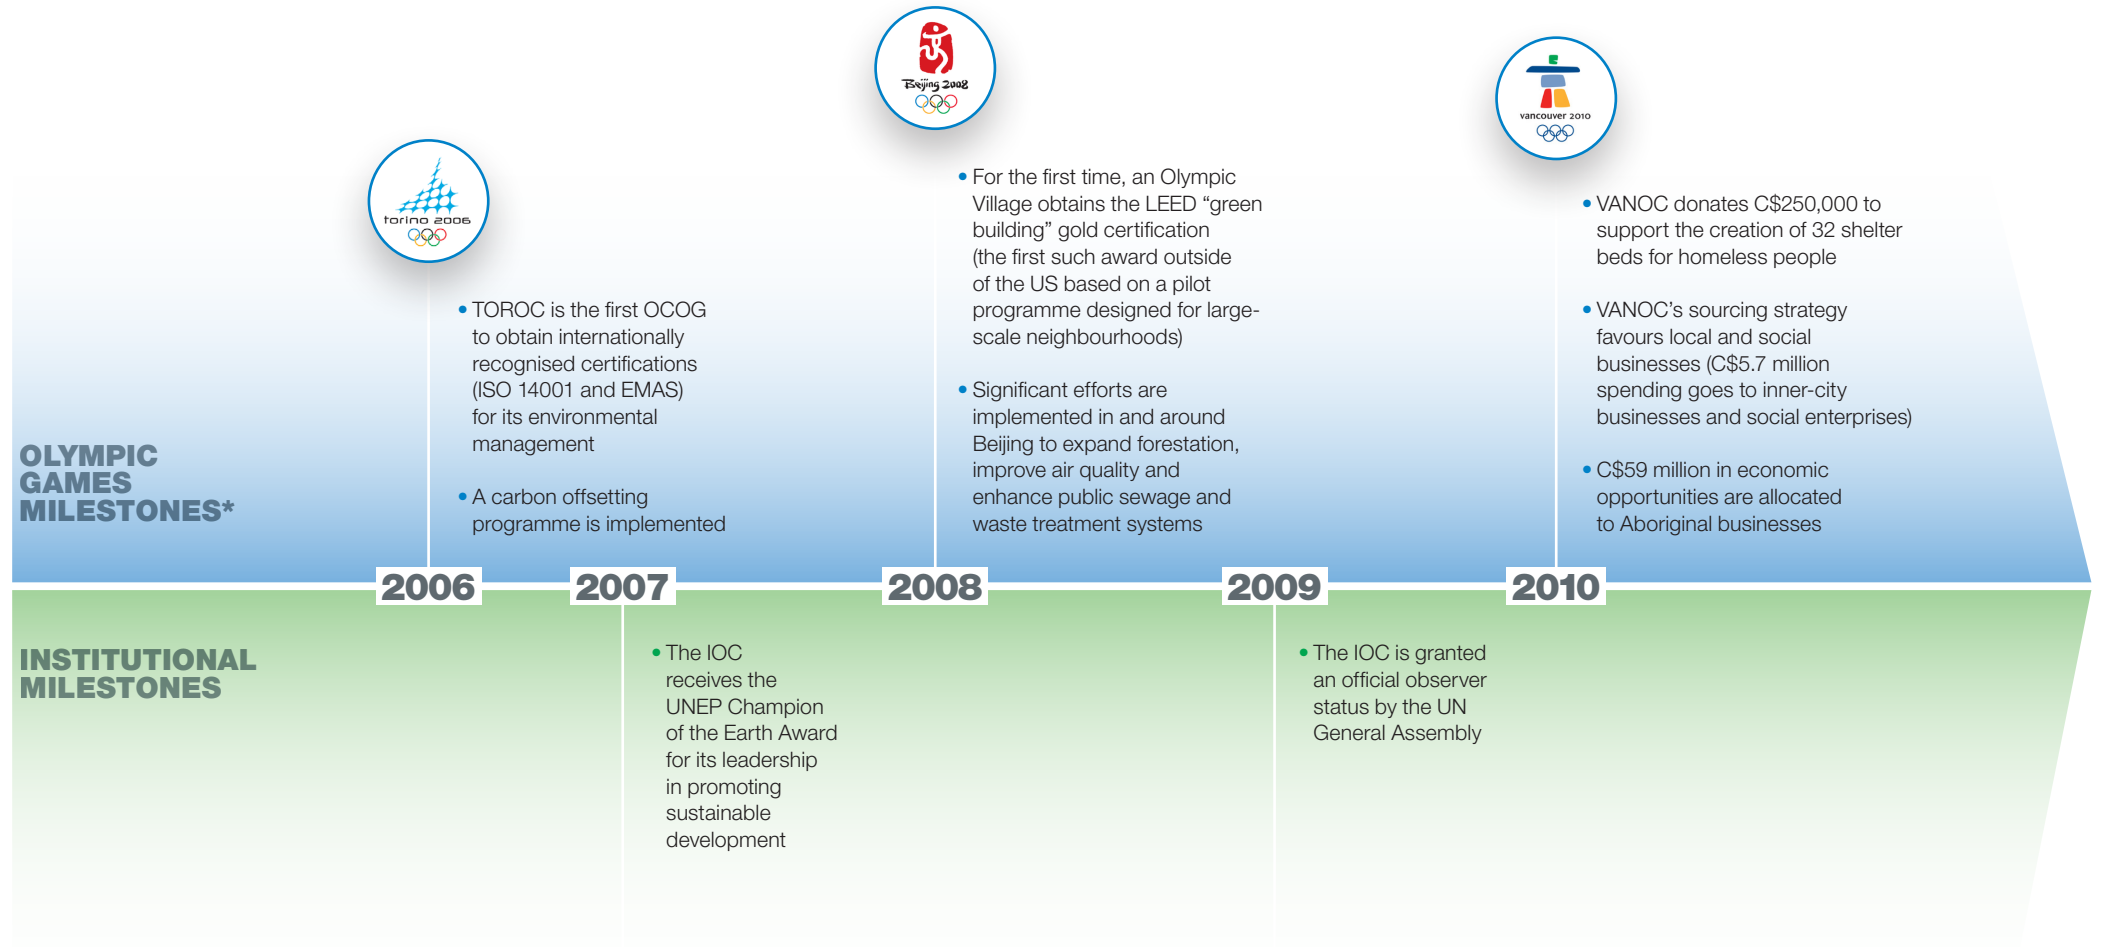 Beijing 2008
vancouver 2010
torino 2006
• For the first time, an Olympic
Village obtains the LEED “green
building” gold certification
(the first such award outside
of the US based on a pilot
programme designed for large-
scale neighbourhoods)
• Significant efforts are
implemented in and around
Beijing to expand forestation,
improve air quality and
enhance public sewage and
waste treatment systems
• VANOC donates C$250,000 to
support the creation of 32 shelter
beds for homeless people
• VANOC’s sourcing strategy
favours local and social
businesses (C$5.7 million
spending goes to inner-city
businesses and social enterprises)
• C$59 million in economic
opportunities are allocated
to Aboriginal businesses
• TOROC is the first OCOG
to obtain internationally
recognised certifications
(ISO 14001 and EMAS)
for its environmental
management
• A carbon offsetting
programme is implemented
OLYMPIC
GAMES
MILESTONES*
2006
2007
2008
2009
2010
INSTITUTIONAL
MILESTONES
• The IOC
receives the
UNEP Champion
of the Earth Award
for its leadership
in promoting
sustainable
development
• The IOC is granted
an official observer
status by the UN
General Assembly